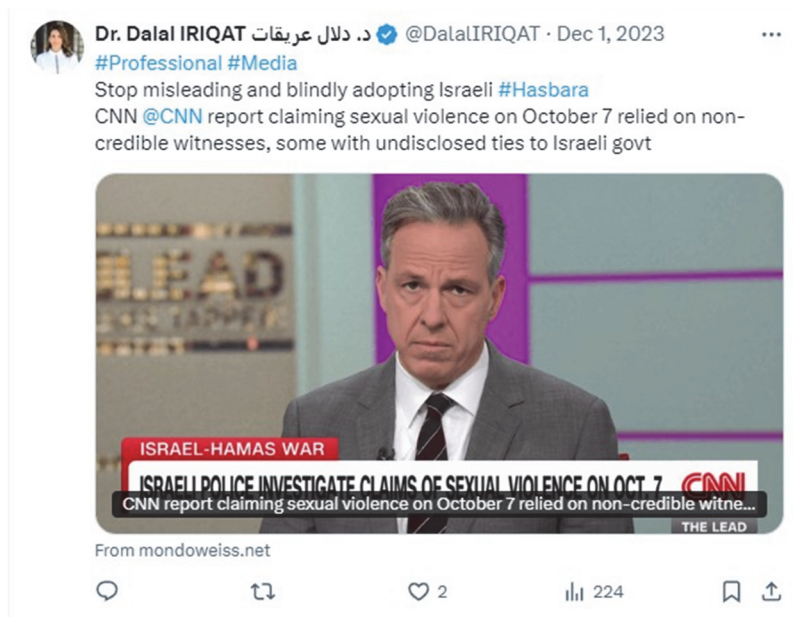 Dr. Dalal IRIQAT د. دلال عريقات @DalalIRIQAT · Dec 1, 2023
#Professional #Media
Stop misleading and blindly adopting Israeli #Hasbara
CNN @CNN report claiming sexual violence on October 7 relied on non-
credible witnesses, some with undisclosed ties to Israeli govt
LEAD
ISRAEL-HAMAS WAR
ISRAELI POLICE INVESTIGATE CLAIMS OF SEXUAL VIOLENCE ON OCT. 7
CNN
CNN report claiming sexual violence on October 7 relied on non-credible witne...
THE LEAD
From mondoweiss.net
2
224